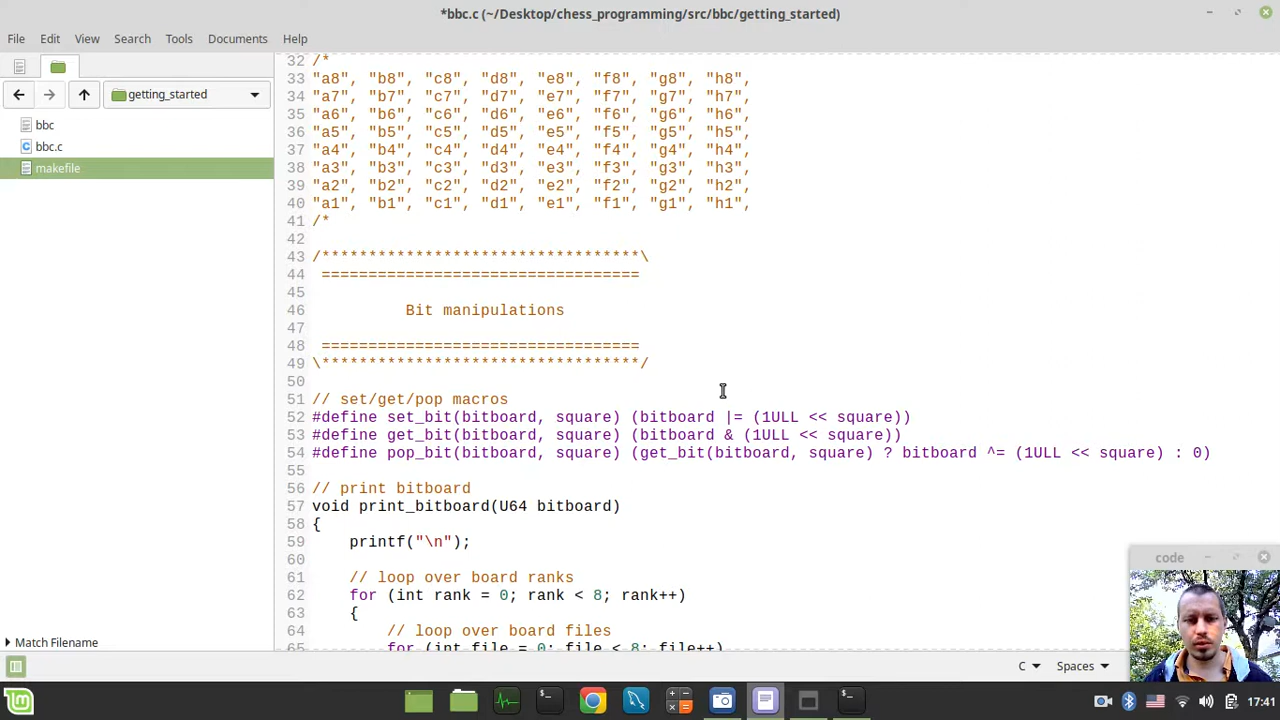 *bbc.c (~/Desktop/chess_programming/src/bbc/getting_started)
File Edit View Search Tools Documents Help
getting_started
bbc
bbc.c
makefile
Match Filename
32 /*
33 "a8", "b8", "c8", "d8", "e8", "f8", "g8", "h8",
34 "a7", "b7", "c7", "d7", "e7", "f7", "g7", "h7",
35 "a6", "b6", "c6", "d6", "e6", "f6", "g6", "h6",
36 "a5", "b5", "c5", "d5", "e5", "f5", "g5", "h5",
37 "a4", "b4", "c4", "d4", "e4", "f4", "g4", "h4",
38 "a3", "b3", "c3", "d3", "e3", "f3", "g3", "h3",
39 "a2", "b2", "c2", "d2", "e2", "f2", "g2", "h2",
40 "a1", "b1", "c1", "d1", "e1", "f1", "g1", "h1",
41 /*
42
43 /**********************************\
44 ==================================
45
46 Bit manipulations
47
48 ==================================
49 \**********************************/
50
51 // set/get/pop macros
52 #define set_bit(bitboard, square) (bitboard |= (1ULL << square))
53 #define get_bit(bitboard, square) (bitboard & (1ULL << square))
54 #define pop_bit(bitboard, square) (get_bit(bitboard, square) ? bitboard ^= (1ULL << square) : 0)
55
56 // print bitboard
57 void print_bitboard(U64 bitboard)
58 {
59 printf("\n");
60
61 // loop over board ranks
62 for (int rank = 0; rank < 8; rank++)
63 {
64 // loop over board files
65 for (int file = 0; file < 8; file++)
code
C Spaces
17:41